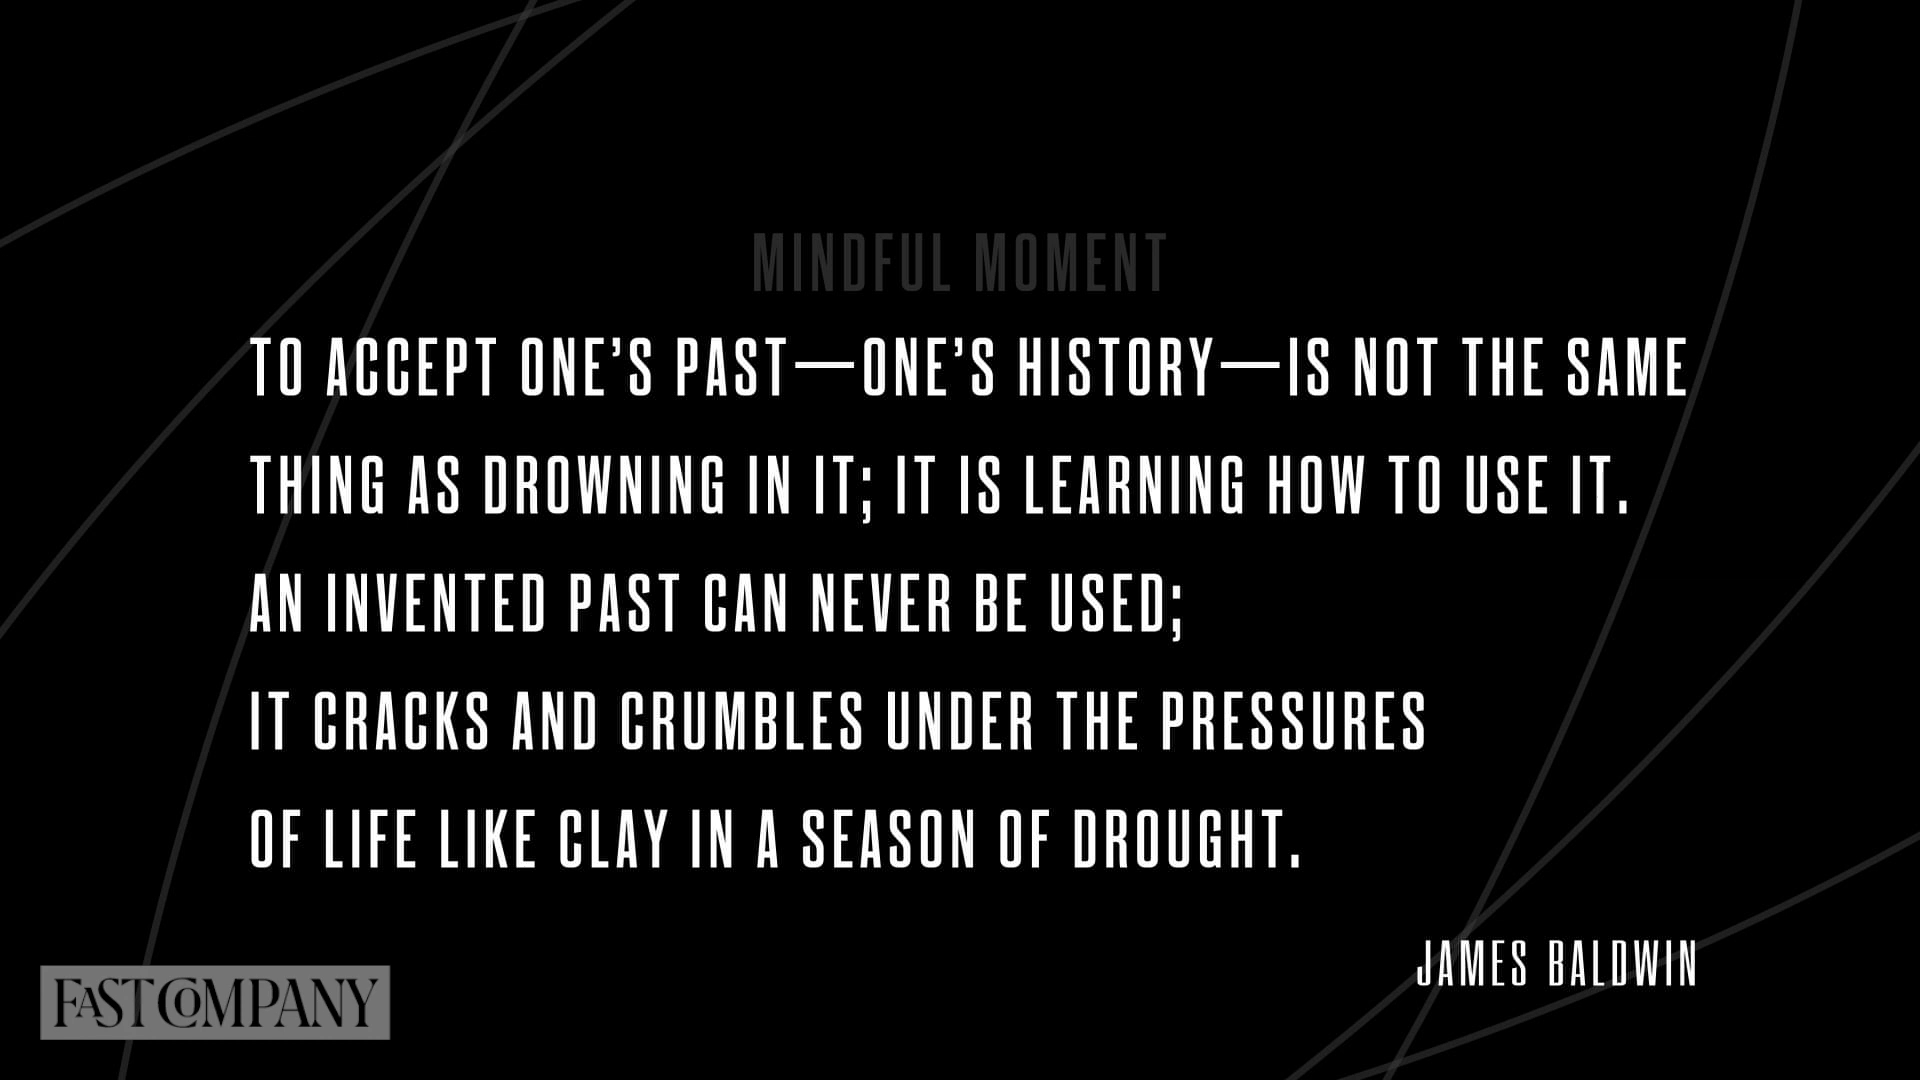 MINDFUL MOMENT
TO ACCEPT ONE’S PAST—ONE’S HISTORY—IS NOT THE SAME
THING AS DROWNING IN IT; IT IS LEARNING HOW TO USE IT.
AN INVENTED PAST CAN NEVER BE USED;
IT CRACKS AND CRUMBLES UNDER THE PRESSURES
OF LIFE LIKE CLAY IN A SEASON OF DROUGHT.
JAMES BALDWIN
FAST COMPANY